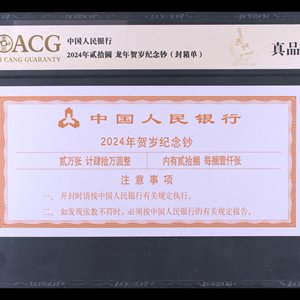 ACG
CANG GUARANTY
中国人民银行
2024年贰拾圆 龙年贺岁纪念钞（封箱单）
真品
中国人民银行
2024年贺岁纪念钞
贰万张 计肆拾万圆整 内有贰拾捆 每捆壹仟张
注意事项
一、开封时请按中国人民银行有关规定执行。
二、如发现张数不符时，必须按中国人民银行的有关规定报告。